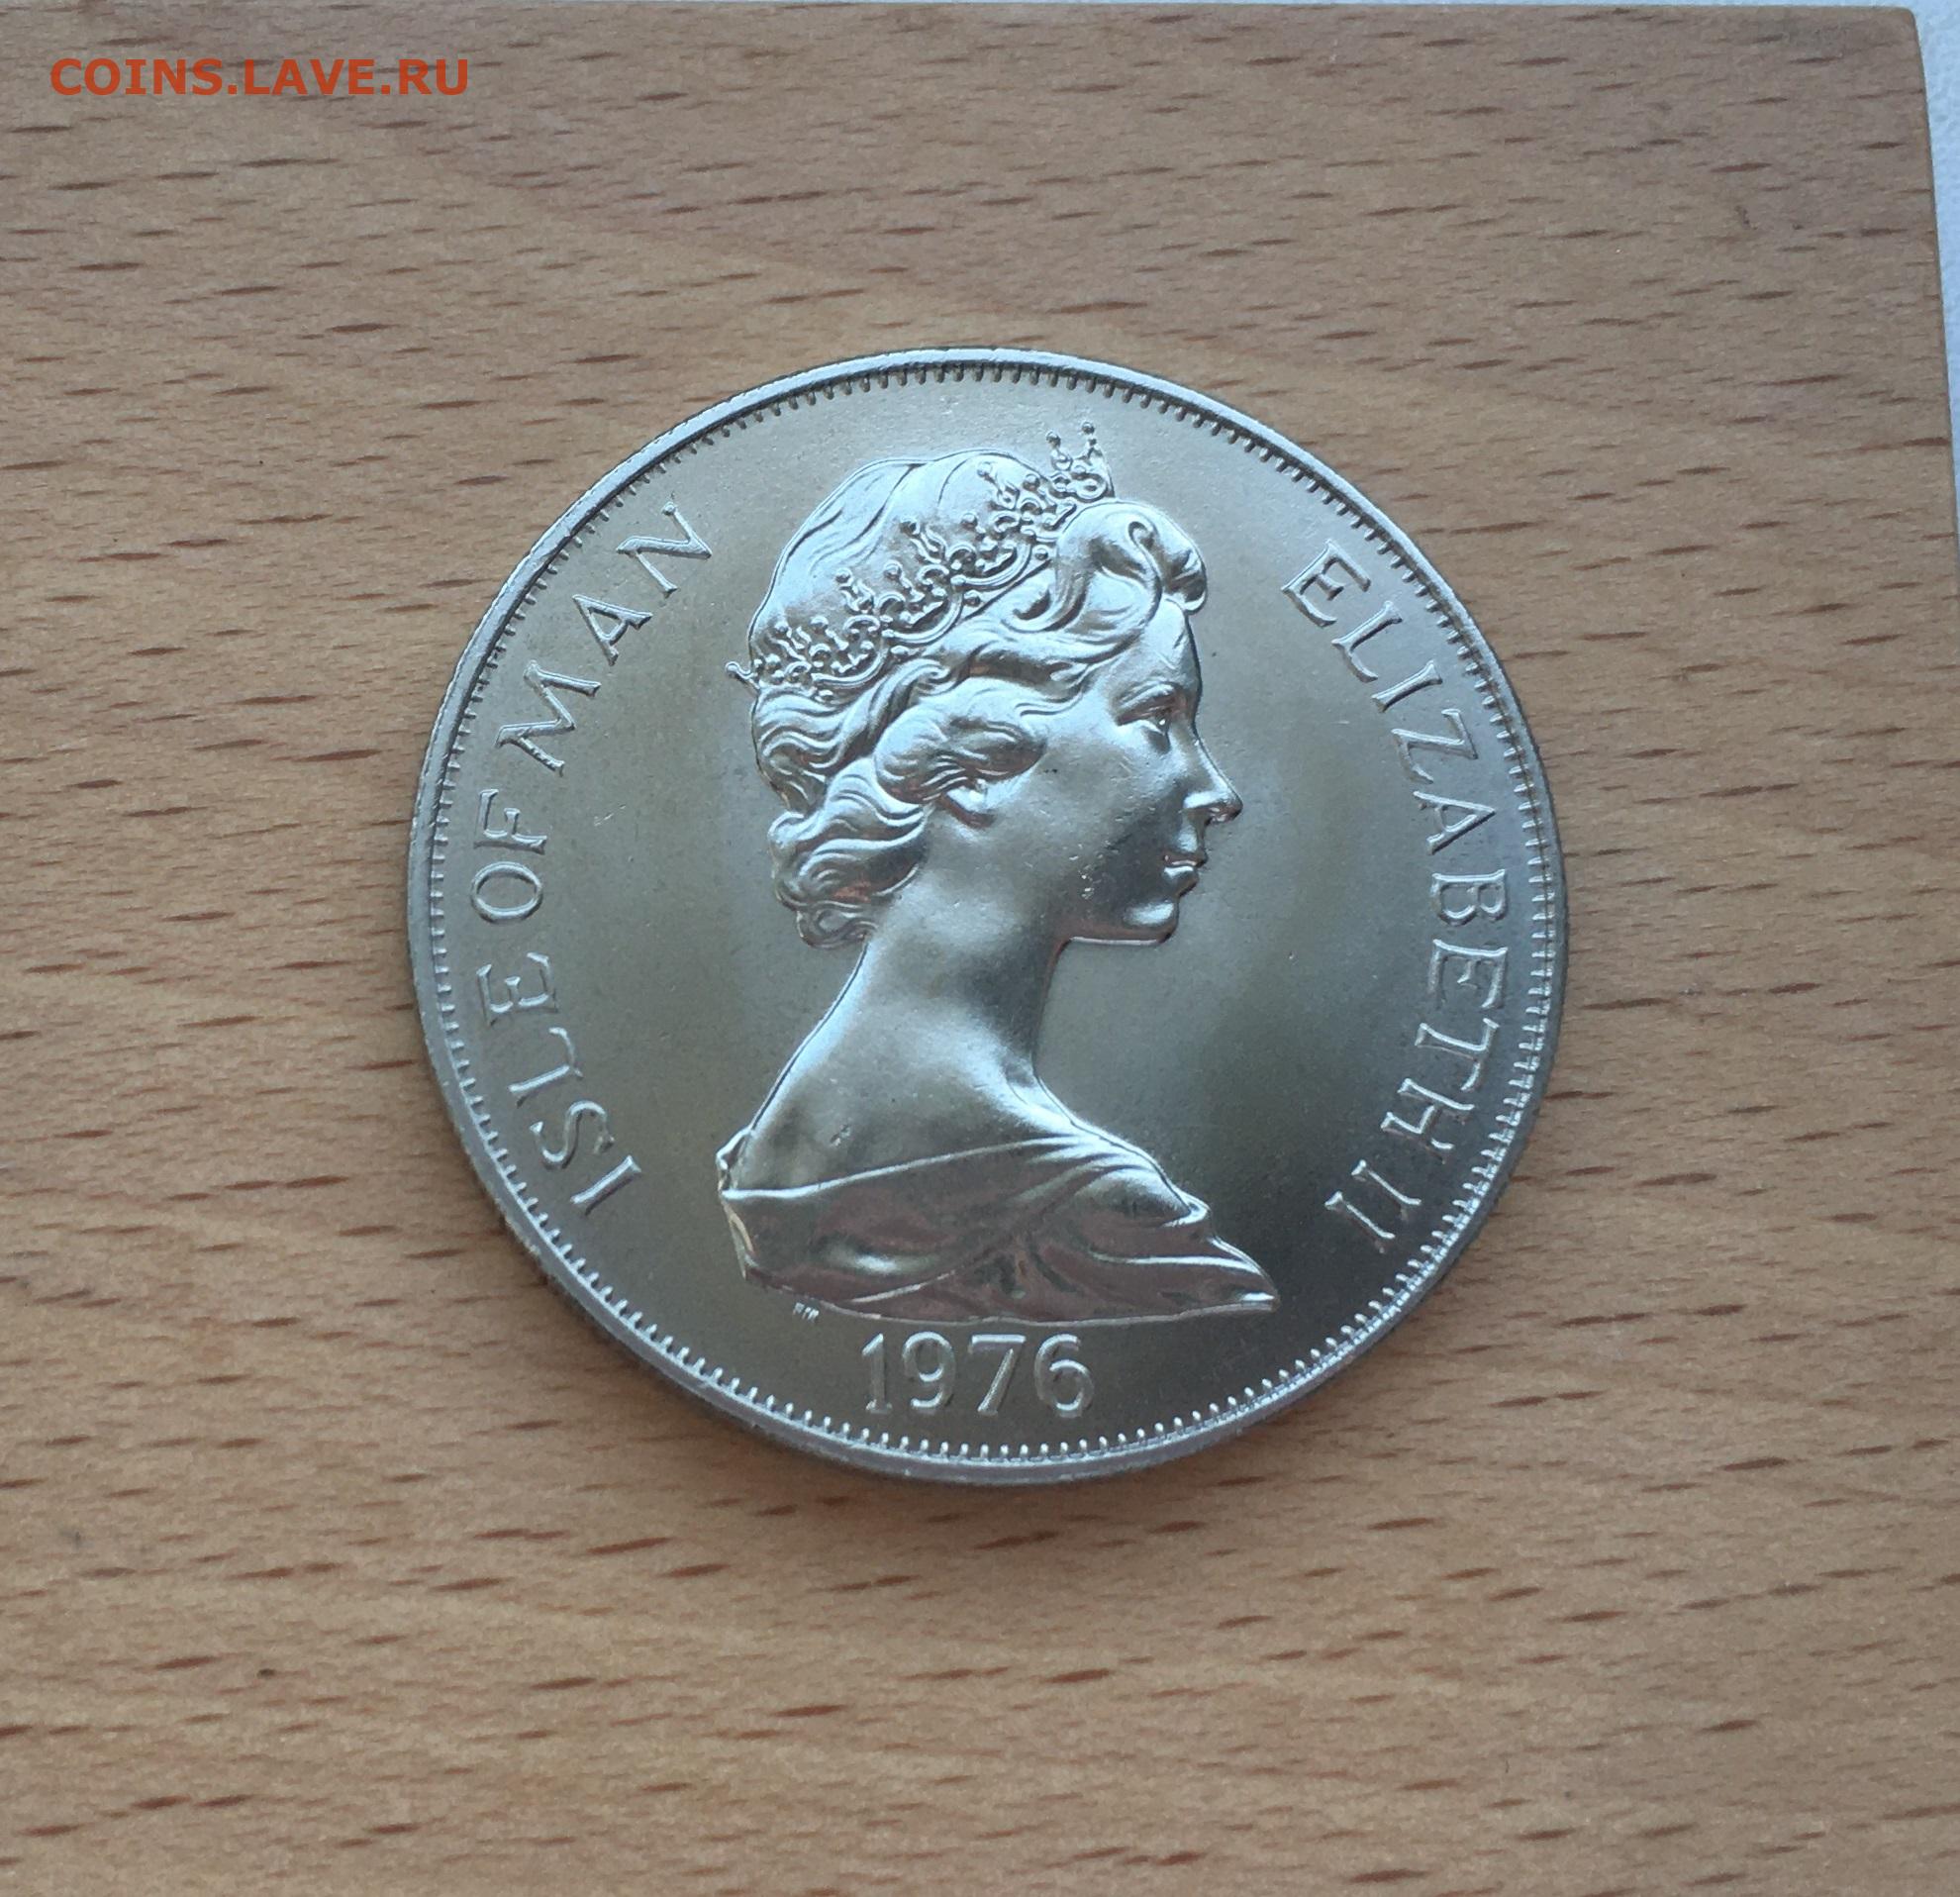 COINS.LAVE.RU
ISLE OF MAN
ELIZABETH II
1976